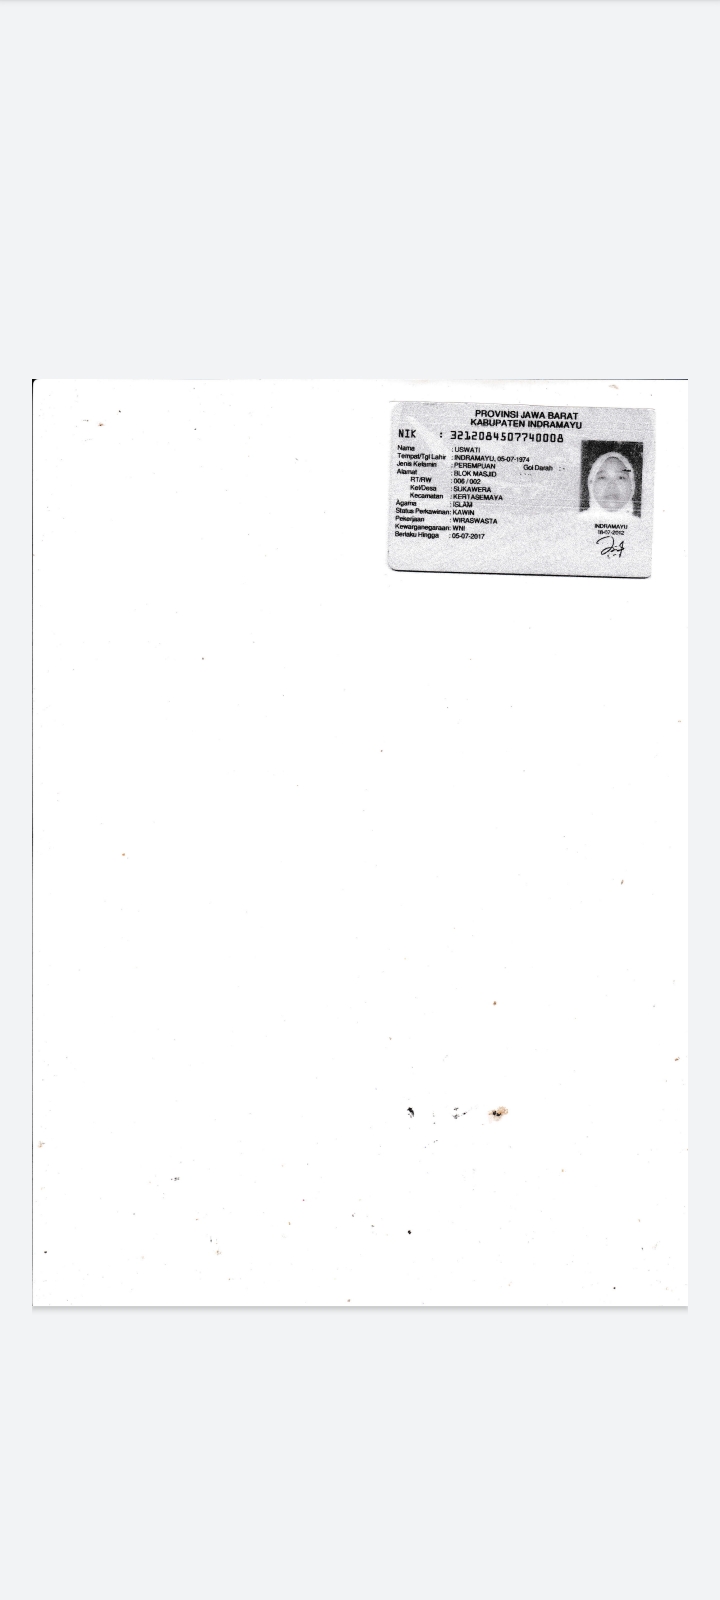 PROVINSI JAWA BARAT
KABUPATEN INDRAMAYU
NIK : 3212084507740008
Nama : USWATI
Tempat/Tgl Lahir : INDRAMAYU, 05-07-1974
Jenis Kelamin : PEREMPUAN Gol Darah : -
Alamat : BLOK MASJID
RT/RW : 006 / 002
Kel/Desa : SUKAWERA
Kecamatan : KERTASEMAYA
Agama : ISLAM
Status Perkawinan: KAWIN
Pekerjaan : WIRASWASTA
Kewarganegaraan: WNI
Berlaku Hingga : 05-07-2017
INDRAMAYU